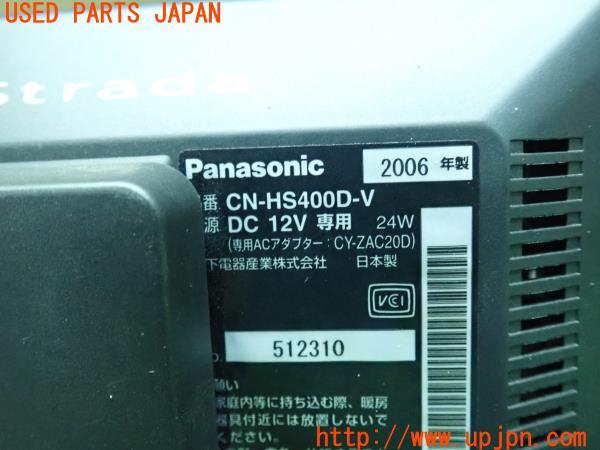 USED PARTS JAPAN
strada
Panasonic
2006 年製
番 CN-HS400D-V
源 DC 12V 専用 24W
(専用ACアダプター:CY-ZAC20D)
下電器産業株式会社 日本製
VCCI
512310
願い
家庭内等に持ち込む際、暖房
器具付近には放置しないで
ください。
http://www.upjpn.com/